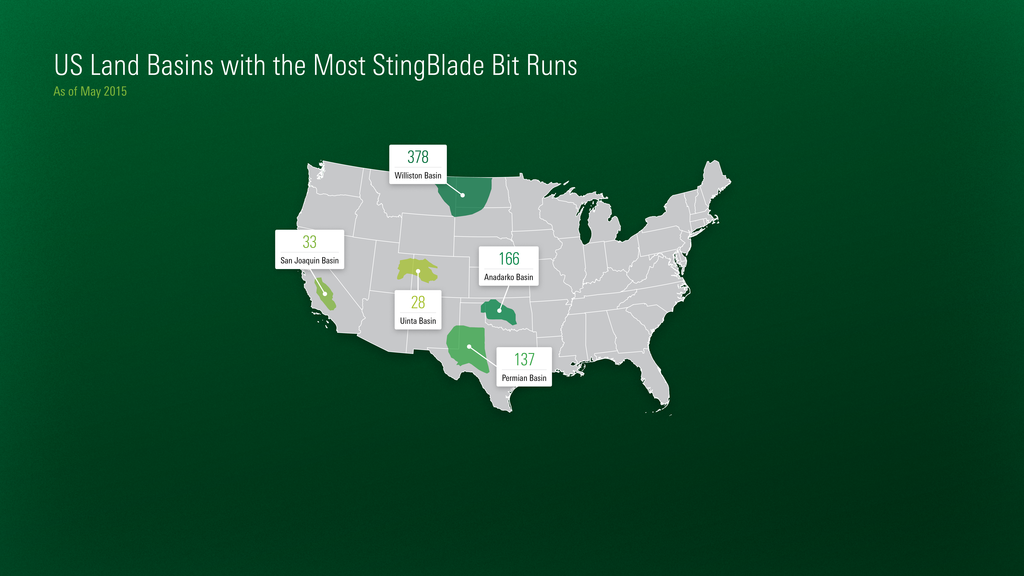 US Land Basins with the Most StingBlade Bit Runs
As of May 2015
378
Williston Basin
33
San Joaquin Basin
166
Anadarko Basin
28
Uinta Basin
137
Permian Basin